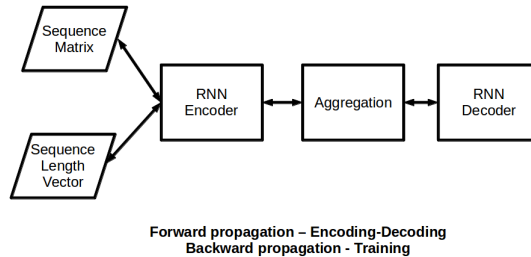 Sequence
Matrix
RNN
Encoder
Aggregation
RNN
Decoder
Sequence
Length
Vector
Forward propagation – Encoding-Decoding
Backward propagation - Training